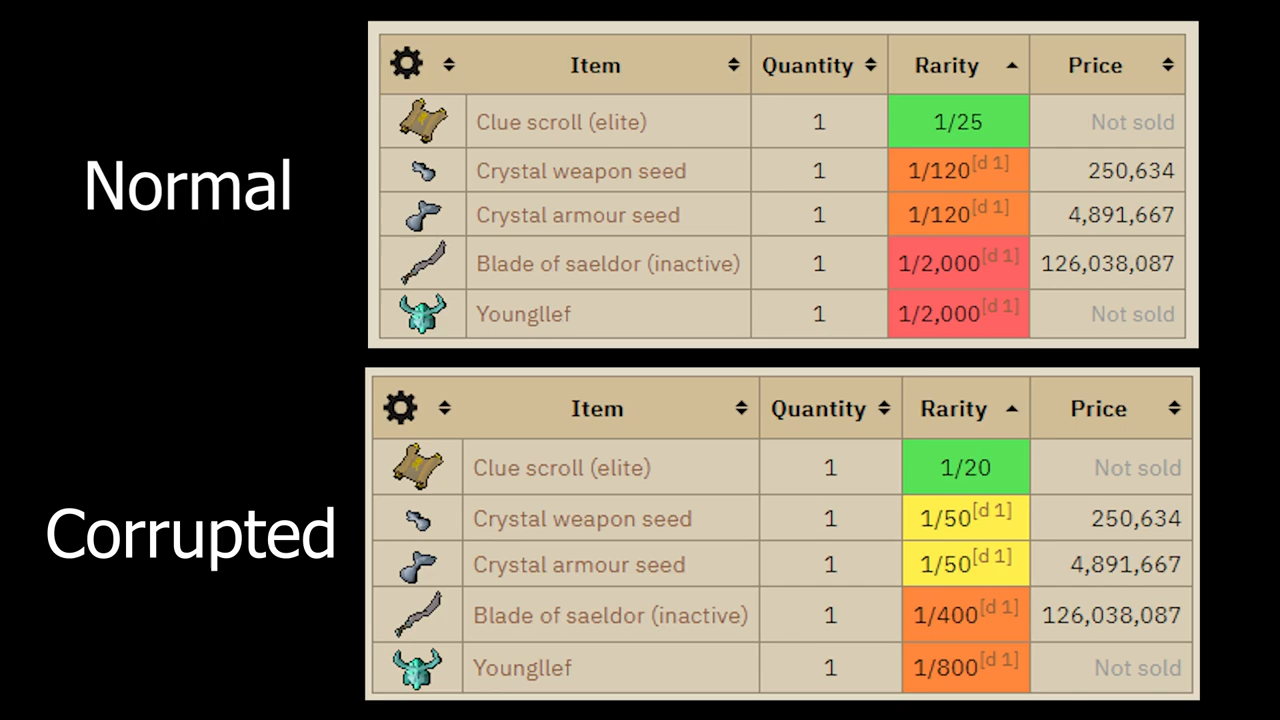 Normal
Item Quantity Rarity Price
Clue scroll (elite) 1 1/25 Not sold
Crystal weapon seed 1 1/120[d 1] 250,634
Crystal armour seed 1 1/120[d 1] 4,891,667
Blade of saeldor (inactive) 1 1/2,000[d 1] 126,038,087
Youngllef 1 1/2,000[d 1] Not sold
Corrupted
Item Quantity Rarity Price
Clue scroll (elite) 1 1/20 Not sold
Crystal weapon seed 1 1/50[d 1] 250,634
Crystal armour seed 1 1/50[d 1] 4,891,667
Blade of saeldor (inactive) 1 1/400[d 1] 126,038,087
Youngllef 1 1/800[d 1] Not sold